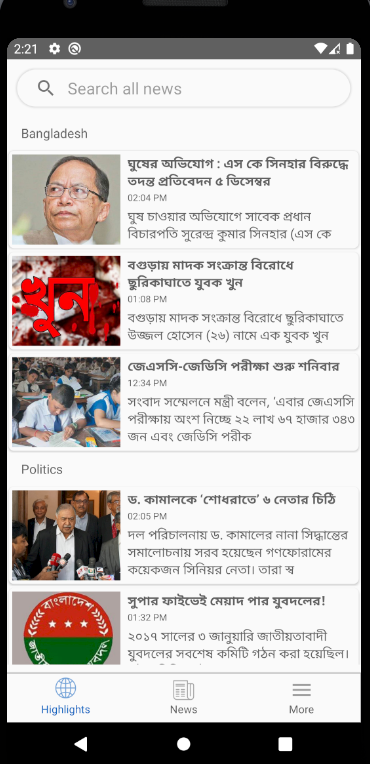 2:21
Search all news
Bangladesh
ঘুষের অভিযোগ : এস কে সিনহার বিরুদ্ধে
তদন্ত প্রতিবেদন ৫ ডিসেম্বর
02:04 PM
ঘুষ চাওয়ার অভিযোগে সাবেক প্রধান
বিচারপতি সুরেন্দ্র কুমার সিনহার (এস কে
খুন
বগুড়ায় মাদক সংক্রান্ত বিরোধে
ছুরিকাঘাতে যুবক খুন
01:08 PM
বগুড়ায় মাদক সংক্রান্ত বিরোধে ছুরিকাঘাতে
উজ্জল হোসেন (২৬) নামে এক যুবক খুন
জেএসসি-জেডিসি পরীক্ষা শুরু শনিবার
12:34 PM
সংবাদ সম্মেলনে মন্ত্রী বলেন, 'এবার জেএসসি
পরীক্ষায় অংশ নিচ্ছে ২২ লাখ ৬৭ হাজার ৩৪৩
জন এবং জেডিসি পরীক
Politics
ড. কামালকে ‘শোধরাতে’ ৬ নেতার চিঠি
02:05 PM
দল পরিচালনায় ড. কামালের নানা সিদ্ধান্তের
সমালোচনায় সরব হয়েছেন গণফোরামের
কয়েকজন সিনিয়র নেতা। তারা স্ব
বাংলাদেশ
জাতীয়তাবাদী যুবদল
সুপার ফাইভেই মেয়াদ পার যুবদলের!
01:32 PM
২০১৭ সালের ৩ জানুয়ারি জাতীয়তাবাদী
যুবদলের সবশেষ কমিটি গঠন করা হয়েছিল।
Highlights
News
More